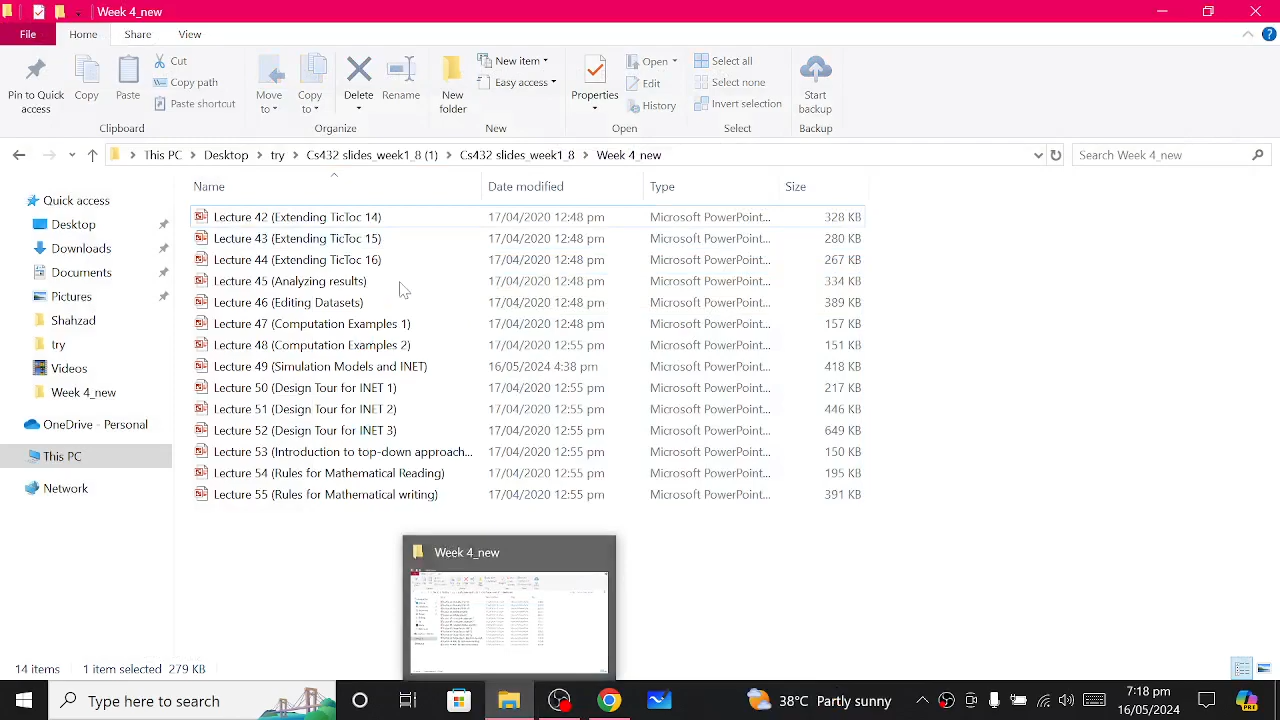 Week 4_new
File Home Share View
Pin to Quick access
Copy
Paste
Cut
Copy path
Paste shortcut
Move to
Copy to
Delete
Rename
New folder
New item
Easy access
Properties
Open
Edit
History
Select all
Select none
Invert selection
Start backup
Clipboard Organize New Open Select Backup
This PC > Desktop > try > Cs432 slides_week1_8 (1) > Cs432 slides_week1_8 > Week 4_new
Search Week 4_new
Name Date modified Type Size
Lecture 42 (Extending TicToc 14) 17/04/2020 12:48 pm Microsoft PowerPoint... 328 KB
Lecture 43 (Extending TicToc 15) 17/04/2020 12:48 pm Microsoft PowerPoint... 280 KB
Lecture 44 (Extending TicToc 16) 17/04/2020 12:48 pm Microsoft PowerPoint... 267 KB
Lecture 45 (Analyzing results) 17/04/2020 12:48 pm Microsoft PowerPoint... 334 KB
Lecture 46 (Editing Datasets) 17/04/2020 12:48 pm Microsoft PowerPoint... 389 KB
Lecture 47 (Computation Examples 1) 17/04/2020 12:48 pm Microsoft PowerPoint... 157 KB
Lecture 48 (Computation Examples 2) 17/04/2020 12:55 pm Microsoft PowerPoint... 151 KB
Lecture 49 (Simulation Models and INET) 16/05/2024 4:38 pm Microsoft PowerPoint... 418 KB
Lecture 50 (Design Tour for INET 1) 17/04/2020 12:55 pm Microsoft PowerPoint... 217 KB
Lecture 51 (Design Tour for INET 2) 17/04/2020 12:55 pm Microsoft PowerPoint... 446 KB
Lecture 52 (Design Tour for INET 3) 17/04/2020 12:55 pm Microsoft PowerPoint... 649 KB
Lecture 53 (Introduction to top-down approach... 17/04/2020 12:55 pm Microsoft PowerPoint... 150 KB
Lecture 54 (Rules for Mathematical Reading) 17/04/2020 12:55 pm Microsoft PowerPoint... 195 KB
Lecture 55 (Rules for Mathematical writing) 17/04/2020 12:55 pm Microsoft PowerPoint... 391 KB
Quick access
Desktop
Downloads
Documents
Pictures
Shahzad
try
Videos
Week 4_new
OneDrive - Personal
This PC
Network
Week 4_new
14 items 1 item selected 279 KB
Type here to search
38°C Partly sunny
7:18 pm
16/05/2024
PRE